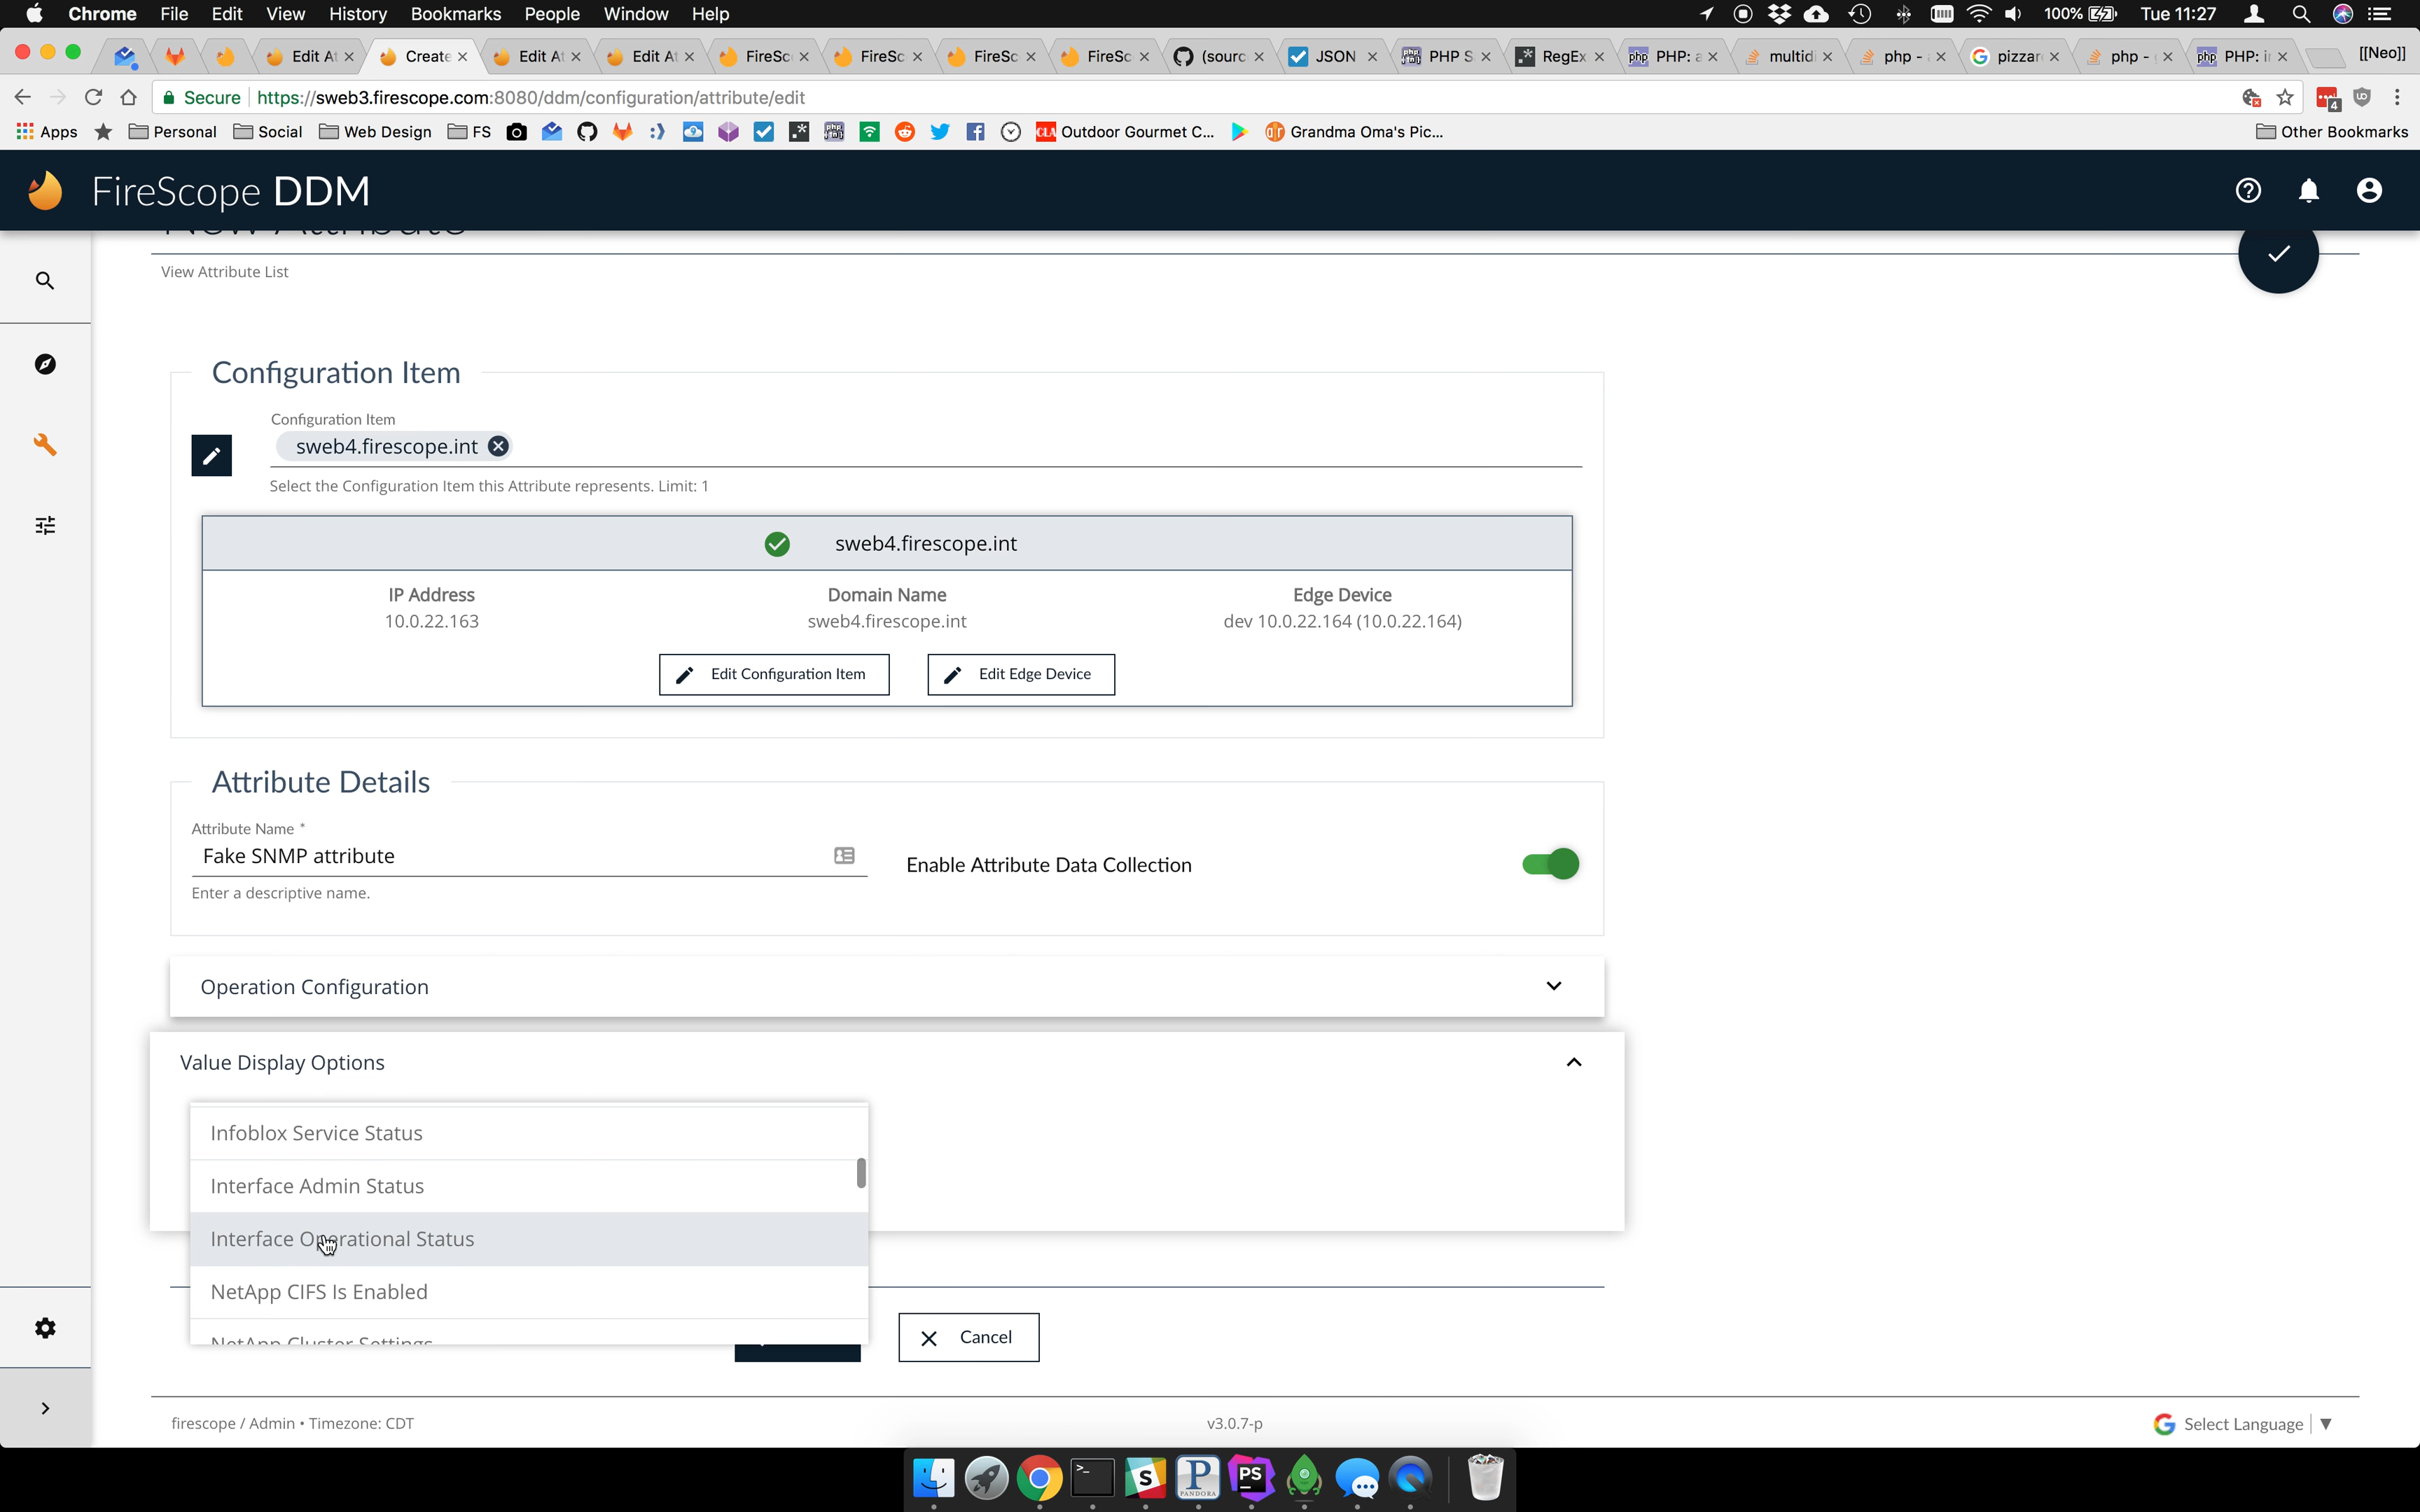 Chrome File Edit View History Bookmarks People Window Help 100% Tue 11:27
Edit At Create Edit At Edit At FireSc FireSc FireSc FireSc (sourc JSON PHP S RegEx PHP: a multidi php - pizzar php - PHP: i [[Neo]]
Secure https://sweb3.firescope.com:8080/ddm/configuration/attribute/edit 4
Apps Personal Social Web Design FS Outdoor Gourmet C... Grandma Oma's Pic... Other Bookmarks
FireScope DDM
New Attribute
View Attribute List
Configuration Item
Configuration Item
sweb4.firescope.int
Select the Configuration Item this Attribute represents. Limit: 1
sweb4.firescope.int
IP Address Domain Name Edge Device
10.0.22.163 sweb4.firescope.int dev 10.0.22.164 (10.0.22.164)
Edit Configuration Item Edit Edge Device
Attribute Details
Attribute Name *
Fake SNMP attribute
Enable Attribute Data Collection
Enter a descriptive name.
Operation Configuration
Value Display Options
Infoblox Service Status
Interface Admin Status
Interface Operational Status
NetApp CIFS Is Enabled
NetApp Cluster Settings
Cancel
firescope / Admin • Timezone: CDT v3.0.7-p Select Language
S P PANDORA PS